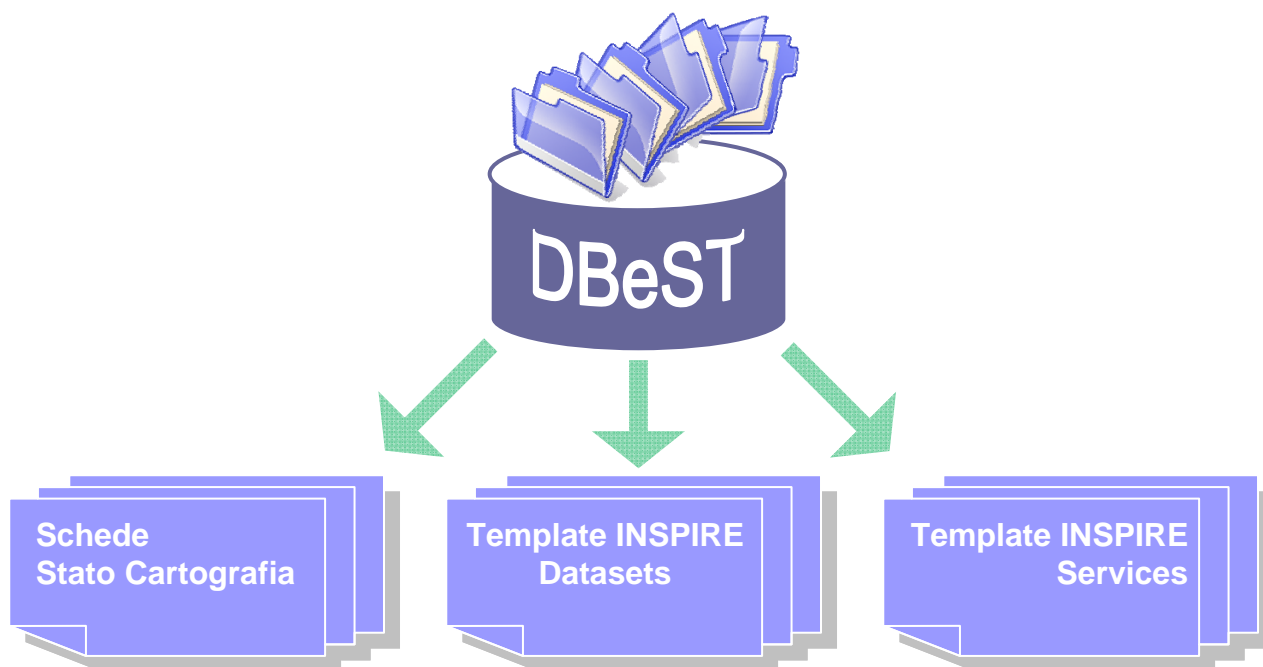 DBeST
Schede
Stato Cartografia
Template INSPIRE
Datasets
Template INSPIRE
Services